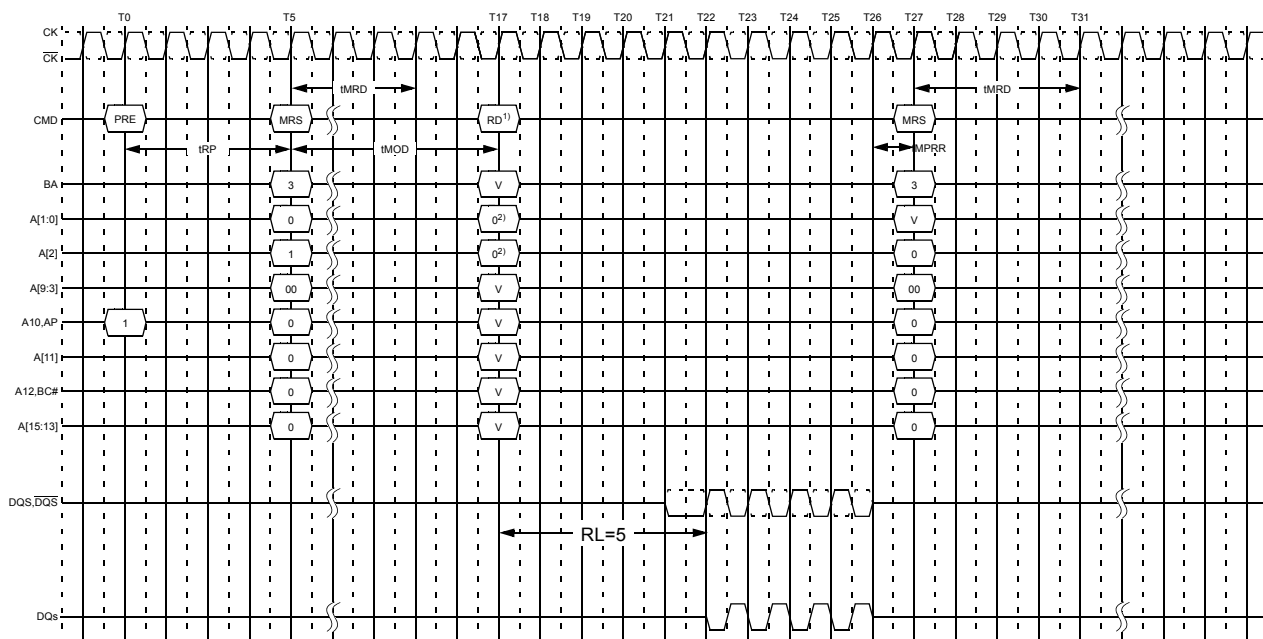 T0 T5 T17 T18 T19 T20 T21 T22 T23 T24 T25 T26 T27 T28 T29 T30 T31
CK
CK
tMRD tMRD
CMD PRE MRS RD1) MRS
tRP tMOD tMPRR
BA 3 V 3
A[1:0] 0 02) V
A[2] 1 02) 0
A[9:3] 00 V 00
A10,AP 1 0 V 0
A[11] 0 V 0
A12,BC# 0 V 0
A[15:13] 0 V 0
DQS,DQS
RL=5
DQs